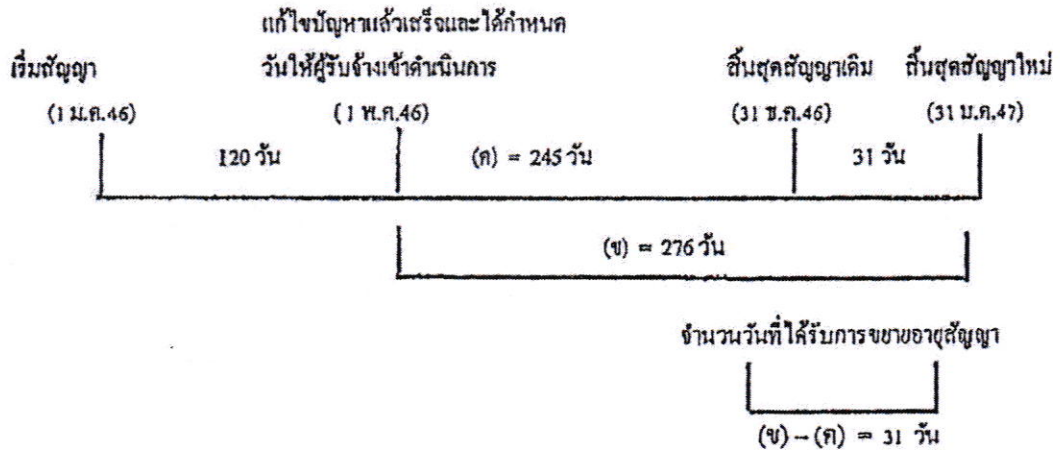 แก้ไขปัญหาแล้วเสร็จและได้กำหนด
เริ่มสัญญา วันให้ผู้รับจ้างเข้าดำเนินการ สิ้นสุดสัญญาเดิม สิ้นสุดสัญญาใหม่
(1 ม.ค.46) (1 พ.ค.46) (31 ธ.ค.46) (31 ม.ค.47)
120 วัน (ค) = 245 วัน 31 วัน
(ข) = 276 วัน
จำนวนวันที่ได้รับการขยายอายุสัญญา
(ข) – (ค) = 31 วัน